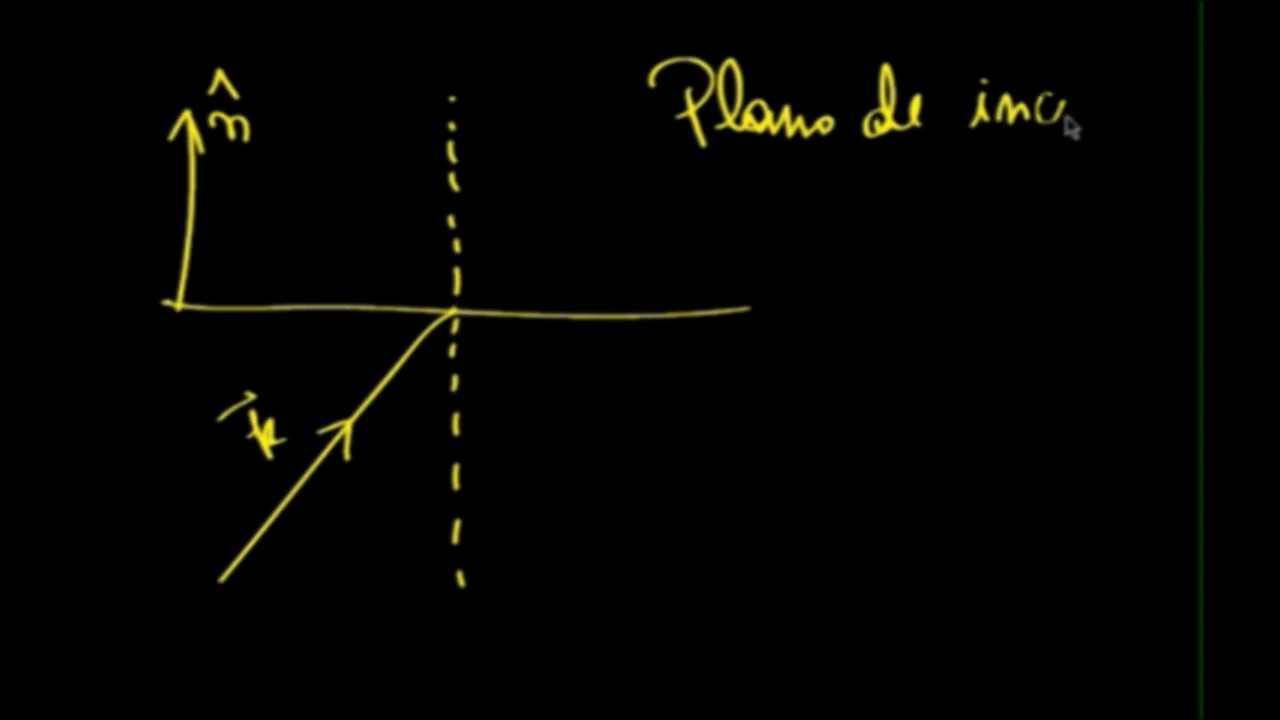 Plano de inc
n̂
k⃗